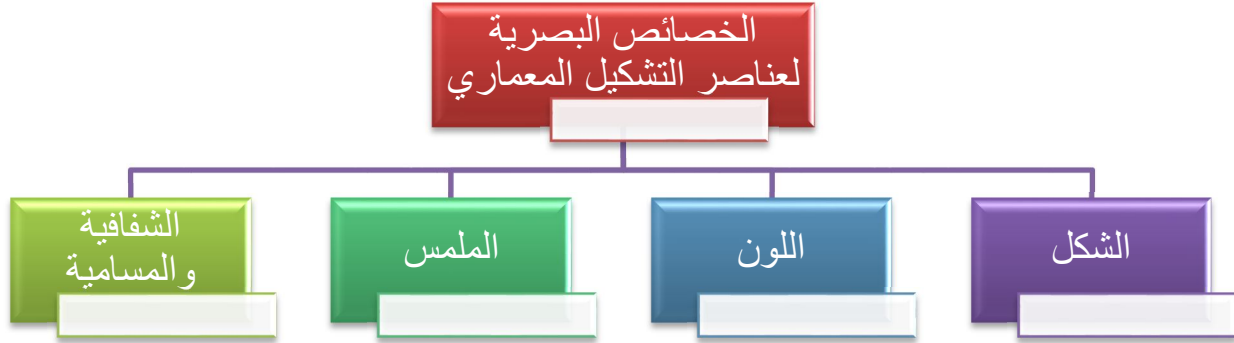 الخصائص البصرية
لعناصر التشكيل المعماري
الشكل
اللون
الملمس
الشفافية
والمسامية